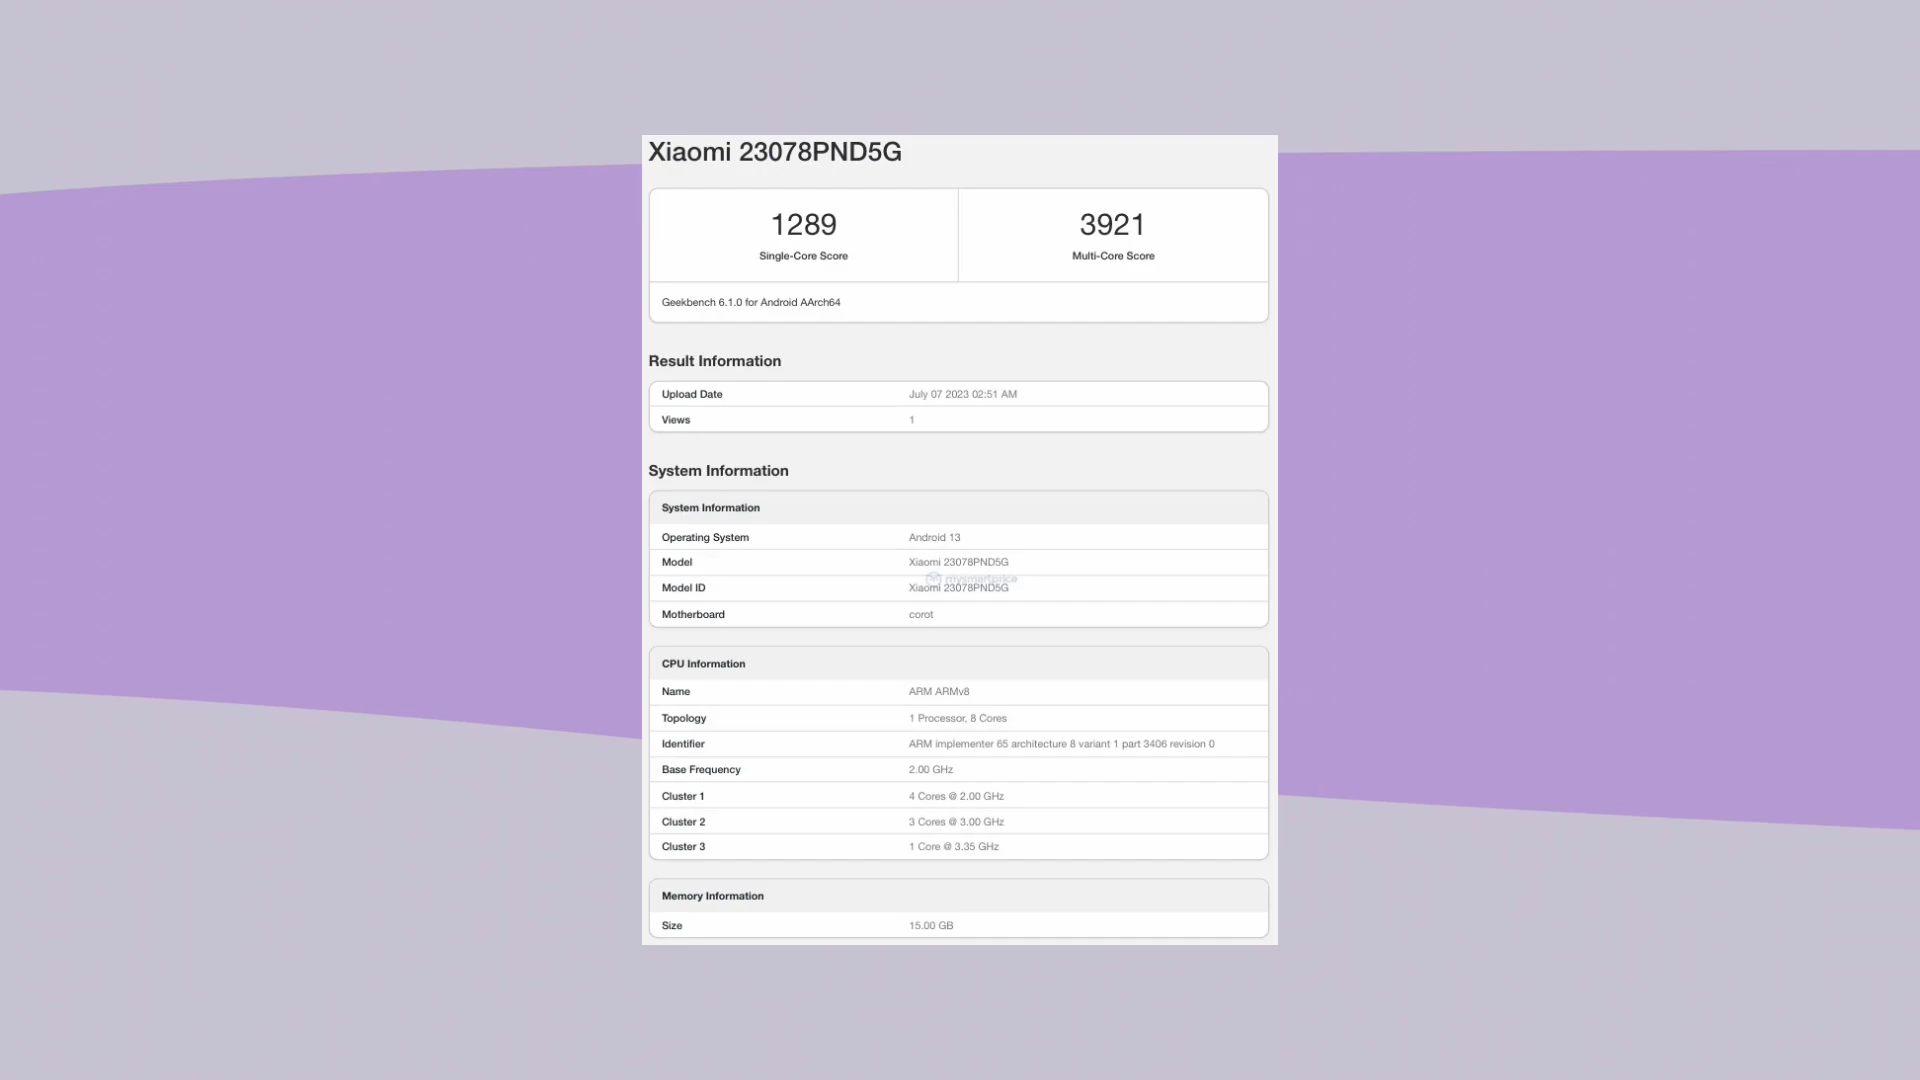 Xiaomi 23078PND5G
1289 3921
Single-Core Score Multi-Core Score
Geekbench 6.1.0 for Android AArch64
Result Information
Upload Date July 07 2023 02:51 AM
Views 1
System Information
System Information
Operating System Android 13
Model Xiaomi 23078PND5G
mysmartprice
Model ID Xiaomi 23078PND5G
Motherboard corot
CPU Information
Name ARM ARMv8
Topology 1 Processor, 8 Cores
Identifier ARM implementer 65 architecture 8 variant 1 part 3406 revision 0
Base Frequency 2.00 GHz
Cluster 1 4 Cores @ 2.00 GHz
Cluster 2 3 Cores @ 3.00 GHz
Cluster 3 1 Core @ 3.35 GHz
Memory Information
Size 15.00 GB